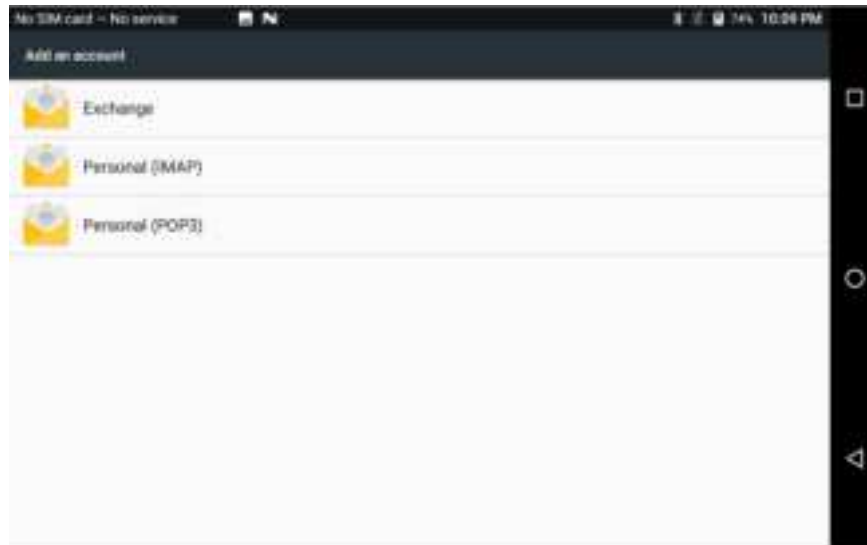 No SIM card – No service N 74% 10:09 PM
Add an account
Exchange
Personal (IMAP)
Personal (POP3)